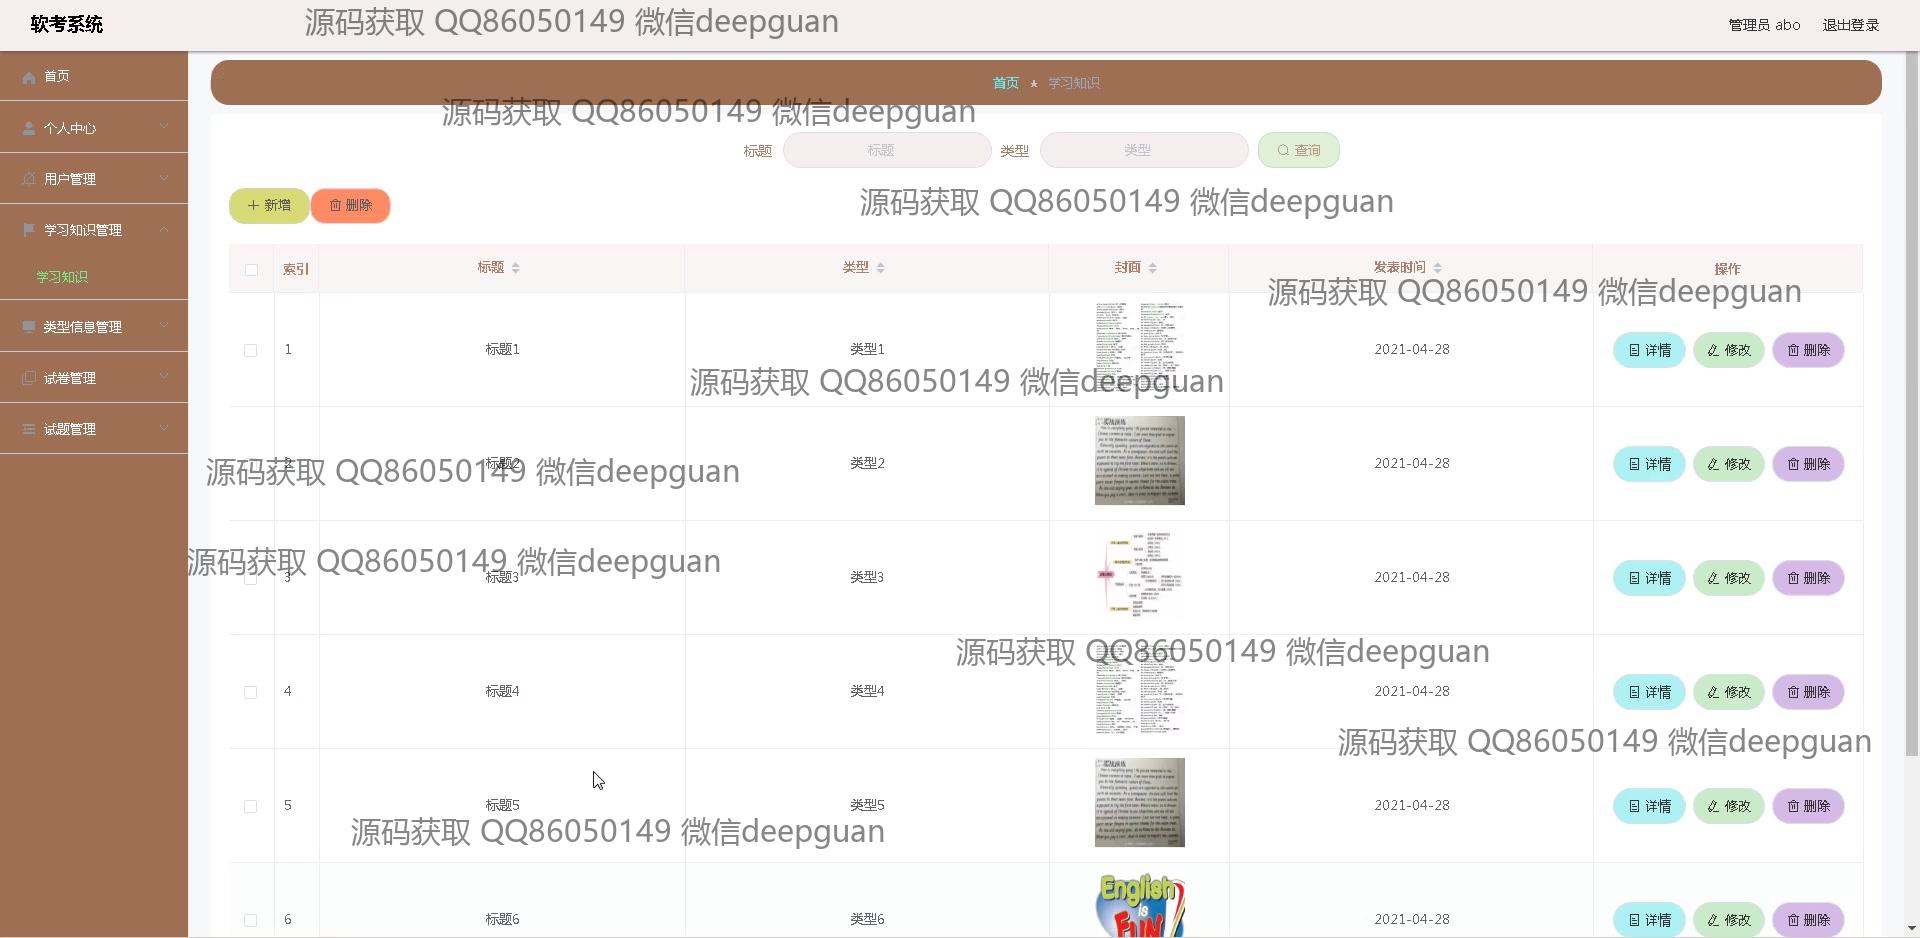 软考系统
源码获取 QQ86050149 微信deepguan
管理员 abo 退出登录
首页
个人中心
用户管理
学习知识管理
学习知识
类型信息管理
试卷管理
试题管理
首页 ★ 学习知识
源码获取 QQ86050149 微信deepguan
标题 标题 类型 类型 查询
新增 删除
源码获取 QQ86050149 微信deepguan
索引 标题 类型 封面 发表时间 操作
源码获取 QQ86050149 微信deepguan
1 标题1 类型1 2021-04-28 详情 修改 删除
源码获取 QQ86050149 微信deepguan
2 标题2 类型2 2021-04-28 详情 修改 删除
源码获取 QQ86050149 微信deepguan
源码获取 QQ86050149 微信deepguan
3 标题3 类型3 2021-04-28 详情 修改 删除
源码获取 QQ86050149 微信deepguan
4 标题4 类型4 2021-04-28 详情 修改 删除
源码获取 QQ86050149 微信deepguan
5 标题5 类型5 2021-04-28 详情 修改 删除
源码获取 QQ86050149 微信deepguan
English
is
FUN
6 标题6 类型6 2021-04-28 详情 修改 删除